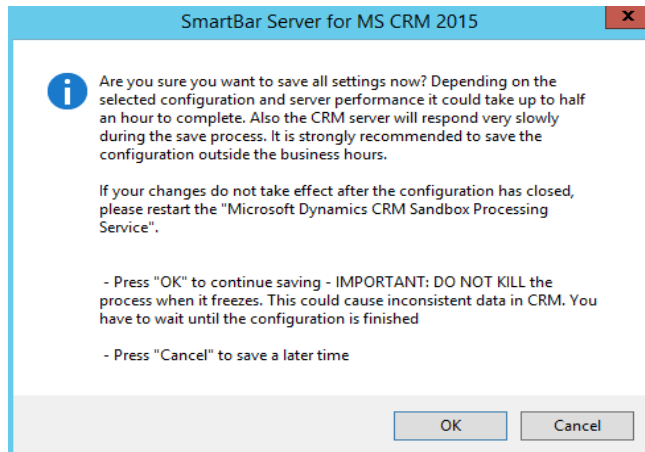 SmartBar Server for MS CRM 2015
x
Are you sure you want to save all settings now? Depending on the
selected configuration and server performance it could take up to half
an hour to complete. Also the CRM server will respond very slowly
during the save process. It is strongly recommended to save the
configuration outside the business hours.
If your changes do not take effect after the configuration has closed,
please restart the "Microsoft Dynamics CRM Sandbox Processing
Service".
- Press "OK" to continue saving - IMPORTANT: DO NOT KILL the
process when it freezes. This could cause inconsistent data in CRM. You
have to wait until the configuration is finished
- Press "Cancel" to save a later time
OK
Cancel